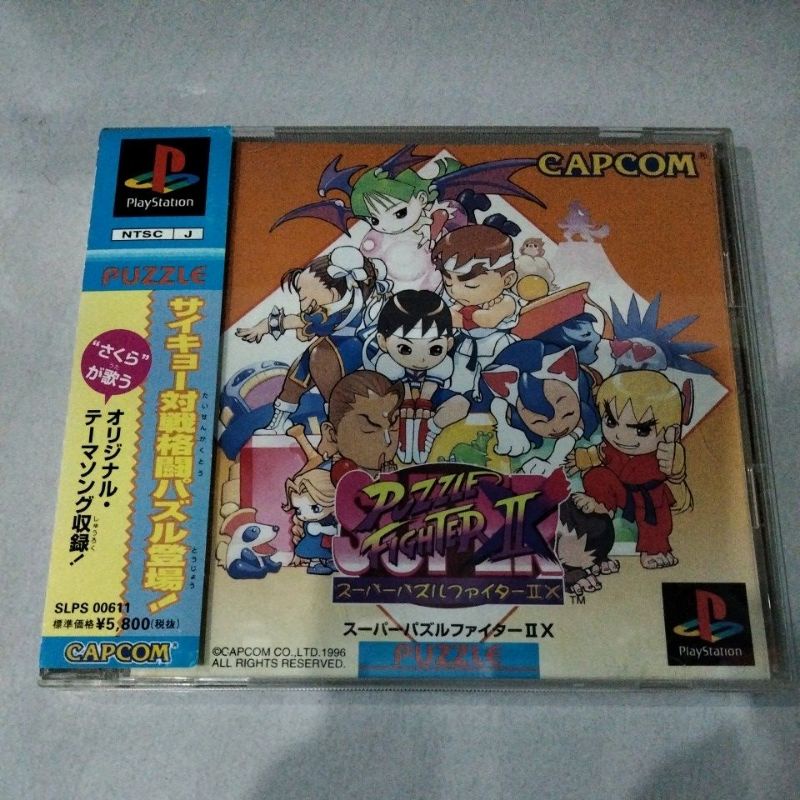 PlayStation
NTSC J
PUZZLE
サイキョー対戦格闘パズル登場!
たいせんかくとう
とうじょう
"さくら"
が歌う
うた
オリジナル・
テーマソング収録!
しゅうろく
SLPS 00611
標準価格¥5,800(税抜)
CAPCOM
CAPCOM®
SUPER
PUZZLE
FIGHTER II X
スーパーパズルファイターII X
TM
スーパーパズルファイターII X
©CAPCOM CO.,LTD.1996
ALL RIGHTS RESERVED.
PUZZLE
PlayStation